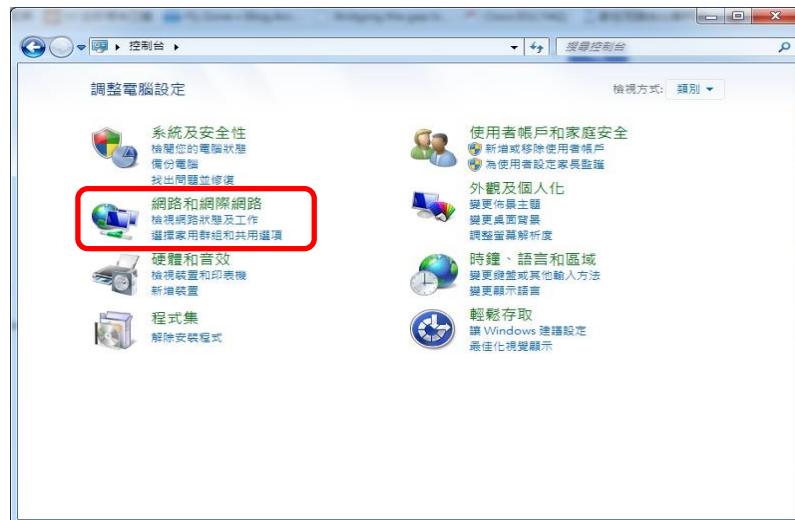 控制台
搜尋控制台
調整電腦設定
檢視方式: 類別
系統及安全性
檢閱您的電腦狀態
備份電腦
找出問題並修復
網路和網際網路
檢視網路狀態及工作
選擇家用群組和共用選項
硬體和音效
檢視裝置和印表機
新增裝置
程式集
解除安裝程式
使用者帳戶和家庭安全
新增或移除使用者帳戶
為使用者設定家長監護
外觀及個人化
變更佈景主題
變更桌面背景
調整螢幕解析度
時鐘、語言和區域
變更鍵盤或其他輸入方法
變更顯示語言
輕鬆存取
讓 Windows 建議設定
最佳化視覺顯示